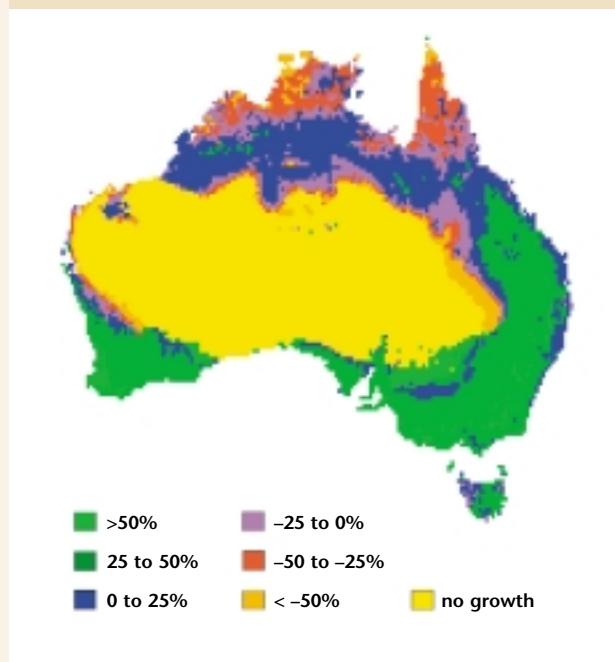 >50% –25 to 0%
25 to 50% –50 to –25%
0 to 25% < –50% no growth